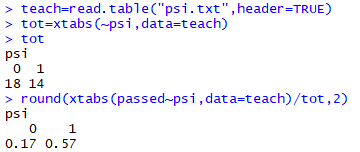 > teach=read.table("psi.txt",header=TRUE)
> tot=xtabs(~psi,data=teach)
> tot
psi
 0  1
18 14
> round(xtabs(passed~psi,data=teach)/tot,2)
psi
   0    1
0.17 0.57